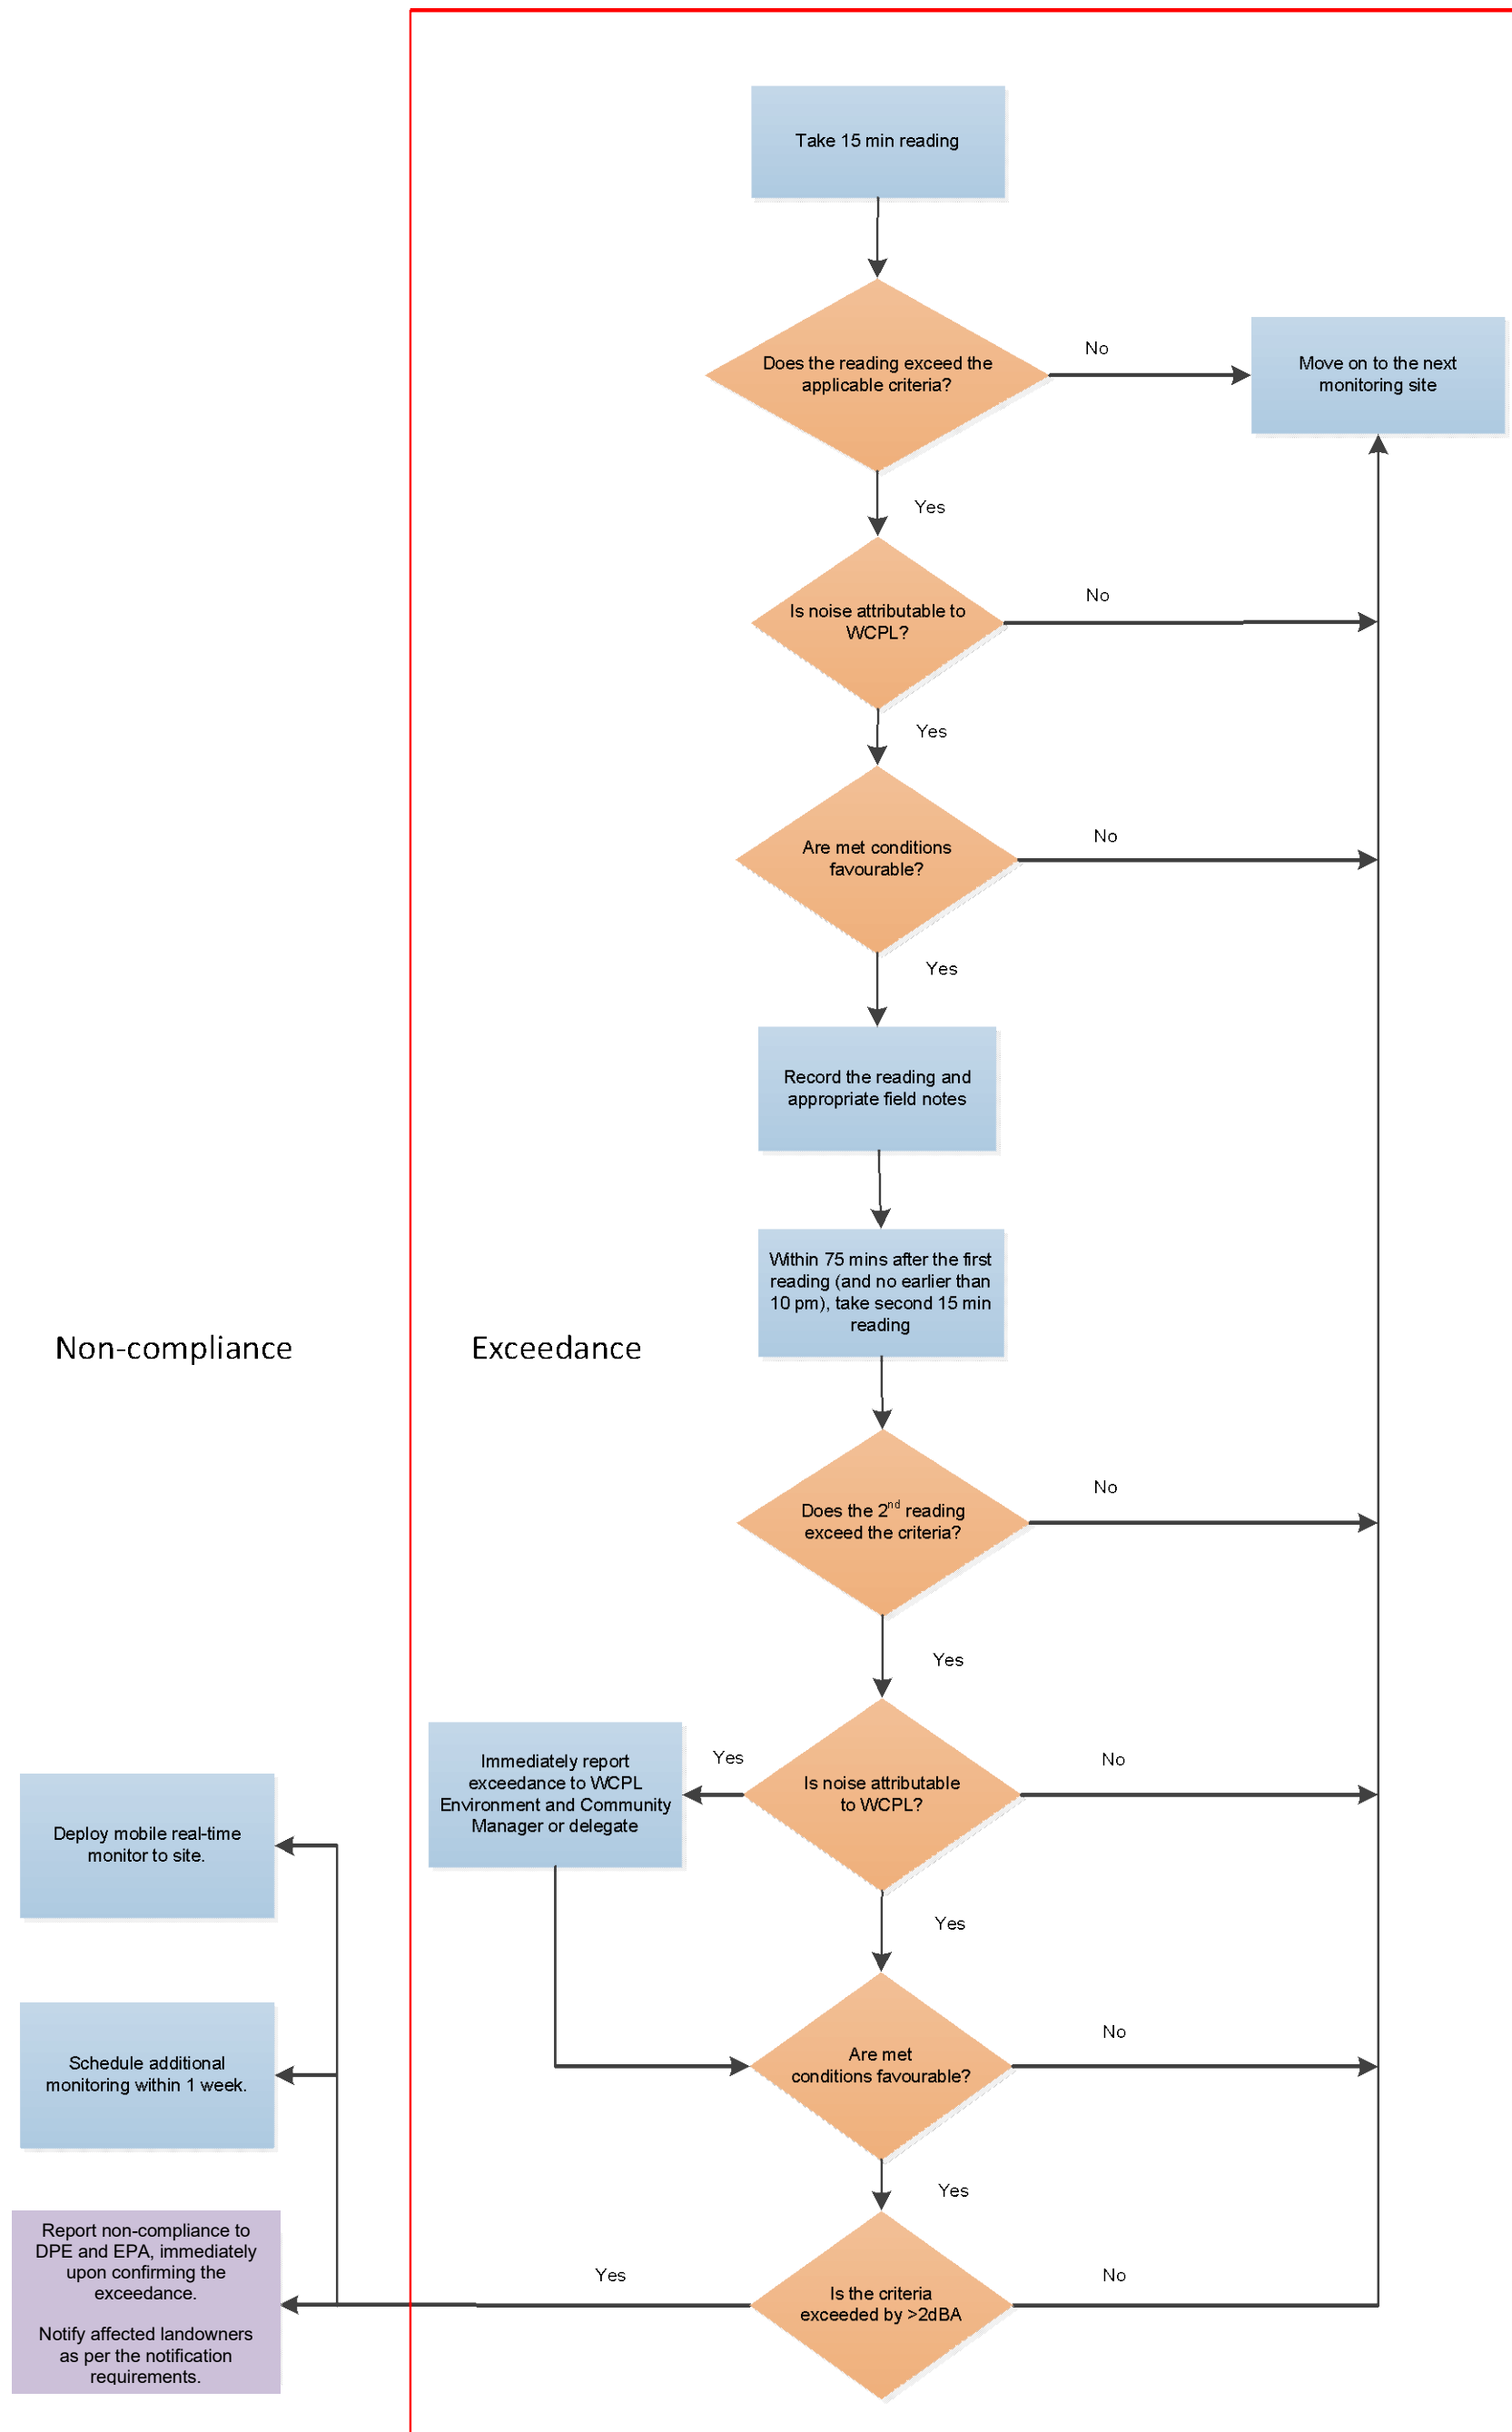 Take 15 min reading
Does the reading exceed the
applicable criteria?
No
Move on to the next
monitoring site
Yes
Is noise attributable to
WCPL?
No
Yes
Are met conditions
favourable?
No
Yes
Record the reading and
appropriate field notes
Within 75 mins after the first
reading (and no earlier than
10 pm), take second 15 min
reading
Non-compliance
Exceedance
Does the 2nd reading
exceed the criteria?
No
Yes
Immediately report
exceedance to WCPL
Environment and Community
Manager or delegate
Yes
Is noise attributable
to WCPL?
No
Deploy mobile real-time
monitor to site.
Yes
Schedule additional
monitoring within 1 week.
Are met
conditions favourable?
No
Yes
Report non-compliance to
DPE and EPA, immediately
upon confirming the
exceedance.
Notify affected landowners
as per the notification
requirements.
Yes
Is the criteria
exceeded by >2dBA
No